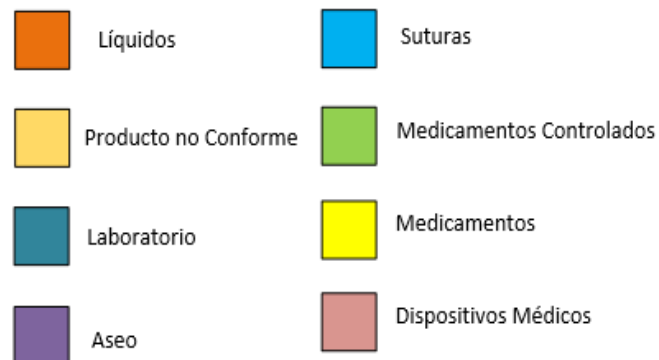 Líquidos
Suturas
Producto no Conforme
Medicamentos Controlados
Laboratorio
Medicamentos
Aseo
Dispositivos Médicos